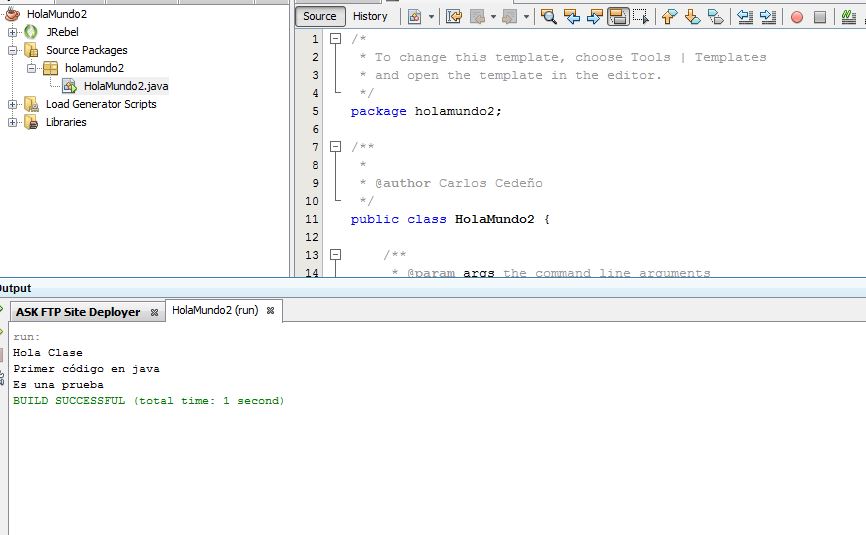 HolaMundo2
JRebel
Source Packages
holamundo2
HolaMundo2.java
Load Generator Scripts
Libraries
Source History
1 /*
2 * To change this template, choose Tools | Templates
3 * and open the template in the editor.
4 */
5 package holamundo2;
6
7 /**
8 *
9 * @author Carlos Cedeño
10 */
11 public class HolaMundo2 {
12
13 /**
14 * @param args the command line arguments
Output
ASK FTP Site Deployer HolaMundo2 (run)
run:
Hola Clase
Primer código en java
Es una prueba
BUILD SUCCESSFUL (total time: 1 second)